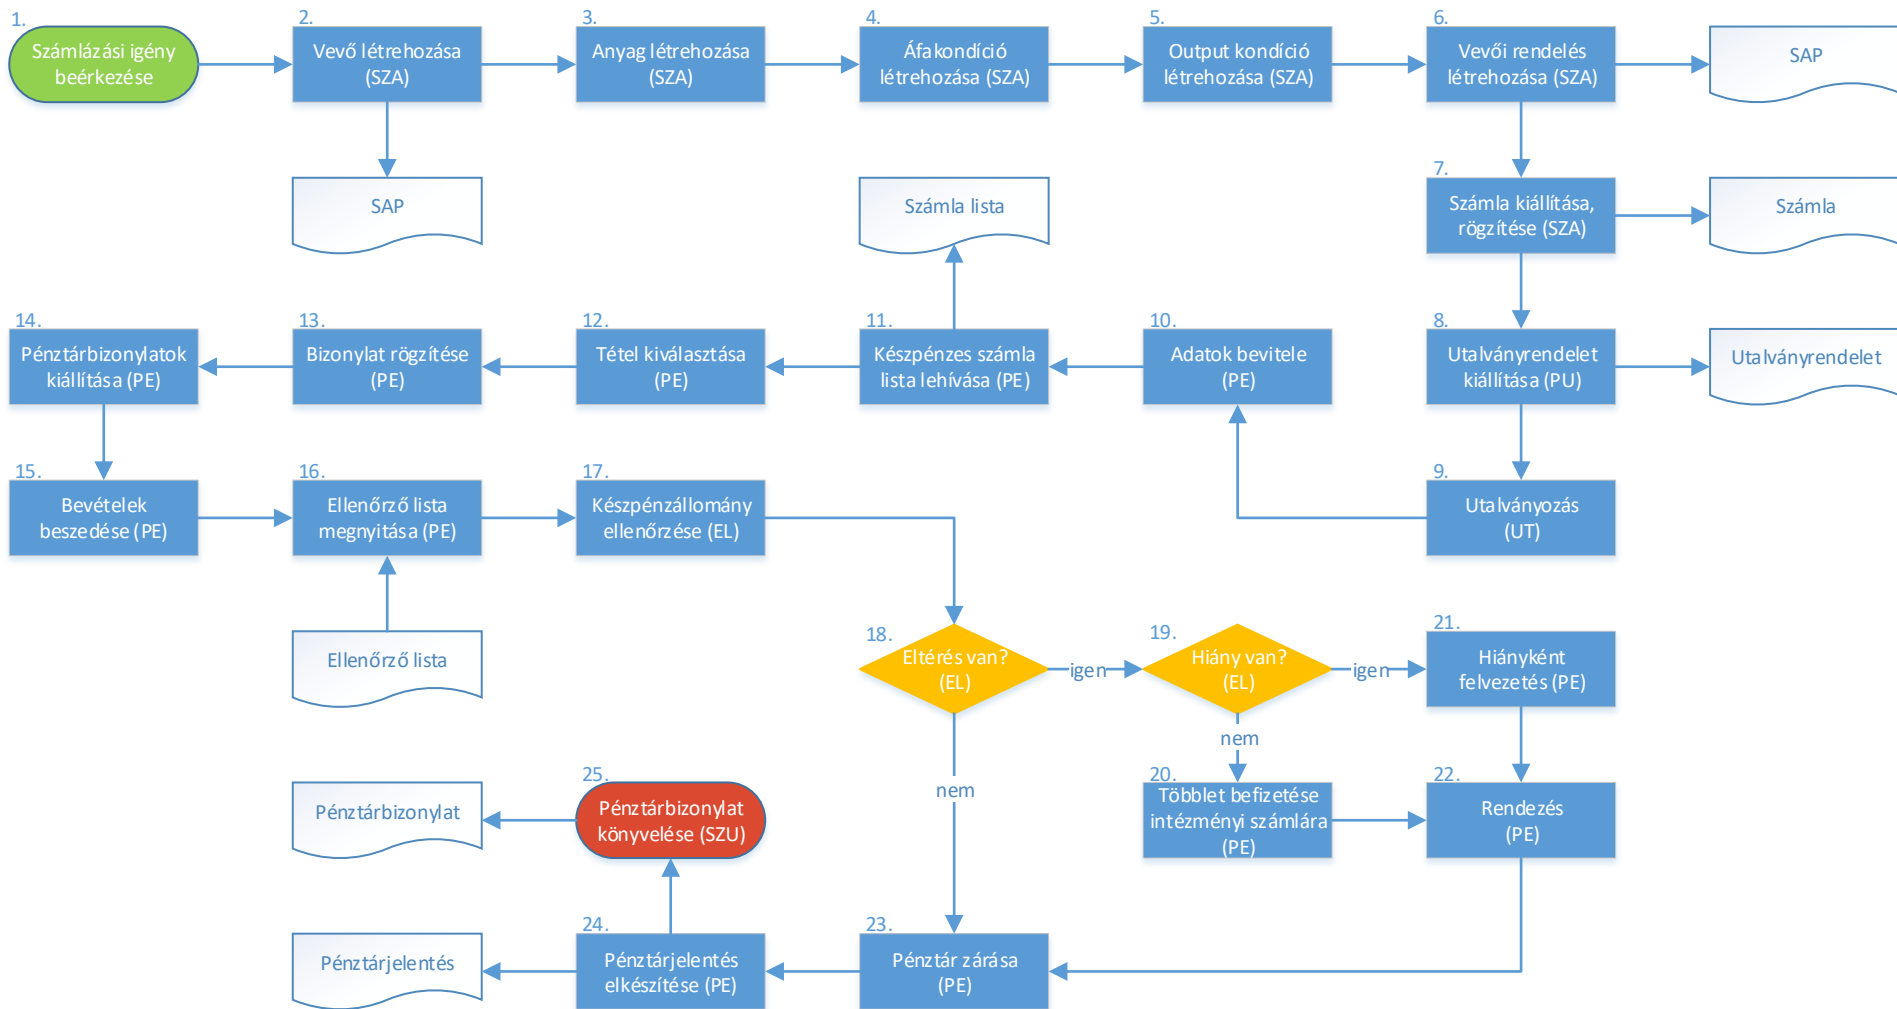 1.
Számlázási igény
beérkezése
2.
Vevő létrehozása
(SZA)
3.
Anyag létrehozása
(SZA)
4.
Áfakondíció
létrehozása (SZA)
5.
Output kondíció
létrehozása (SZA)
6.
Vevői rendelés
létrehozása (SZA)
SAP
SAP
Számla lista
7.
Számla kiállítása,
rögzítése (SZA)
Számla
14.
Pénztárbizonylatok
kiállítása (PE)
13.
Bizonylat rögzítése
(PE)
12.
Tétel kiválasztása
(PE)
11.
Készpénzes számla
lista lehívása (PE)
10.
Adatok bevitele
(PE)
8.
Utalványrendelet
kiállítása (PU)
Utalványrendelet
15.
Bevételek
beszedése (PE)
16.
Ellenőrző lista
megnyitása (PE)
17.
Készpénzállomány
ellenőrzése (EL)
9.
Utalványozás
(UT)
Ellenőrző lista
18.
Eltérés van?
(EL)
igen
19.
Hiány van?
(EL)
igen
21.
Hiányként
felvezetés (PE)
nem
nem
Pénztárbizonylat
25.
Pénztárbizonylat
könyvelése (SZU)
20.
Többlet befizetése
intézményi számlára
(PE)
22.
Rendezés
(PE)
Pénztárjelentés
24.
Pénztárjelentés
elkészítése (PE)
23.
Pénztár zárása
(PE)